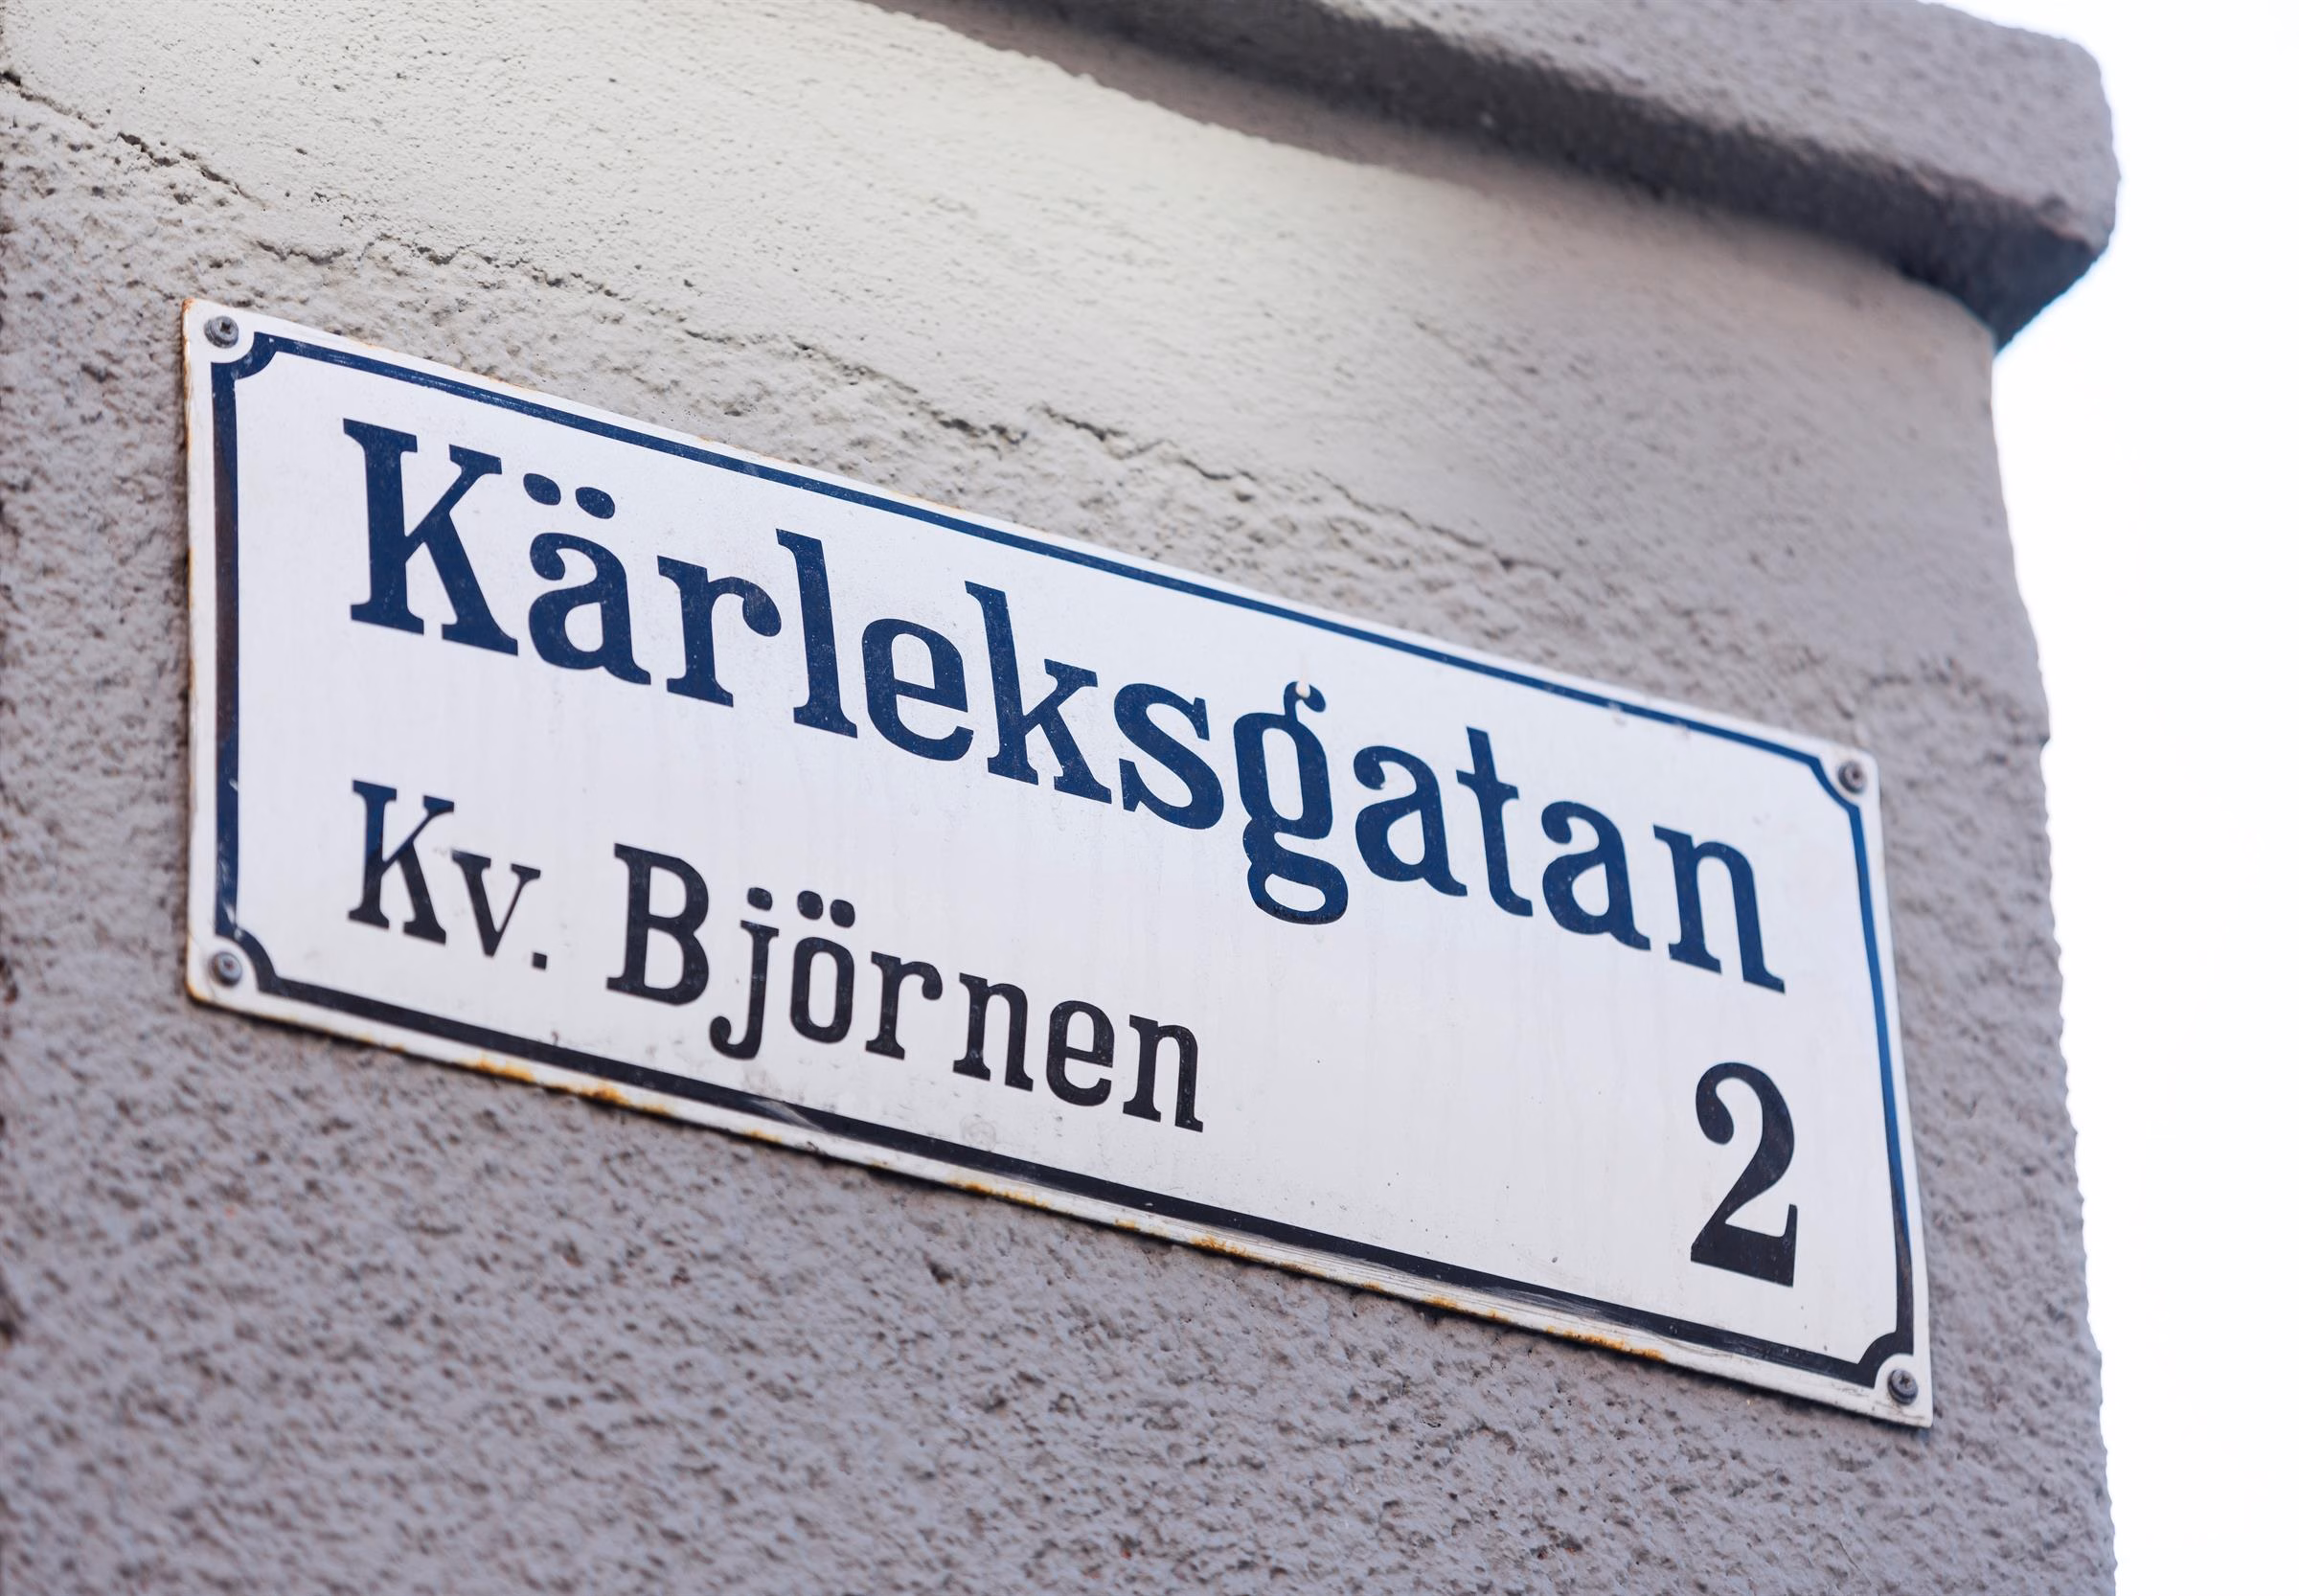 Kärleksgatan
Kv. Björnen
2